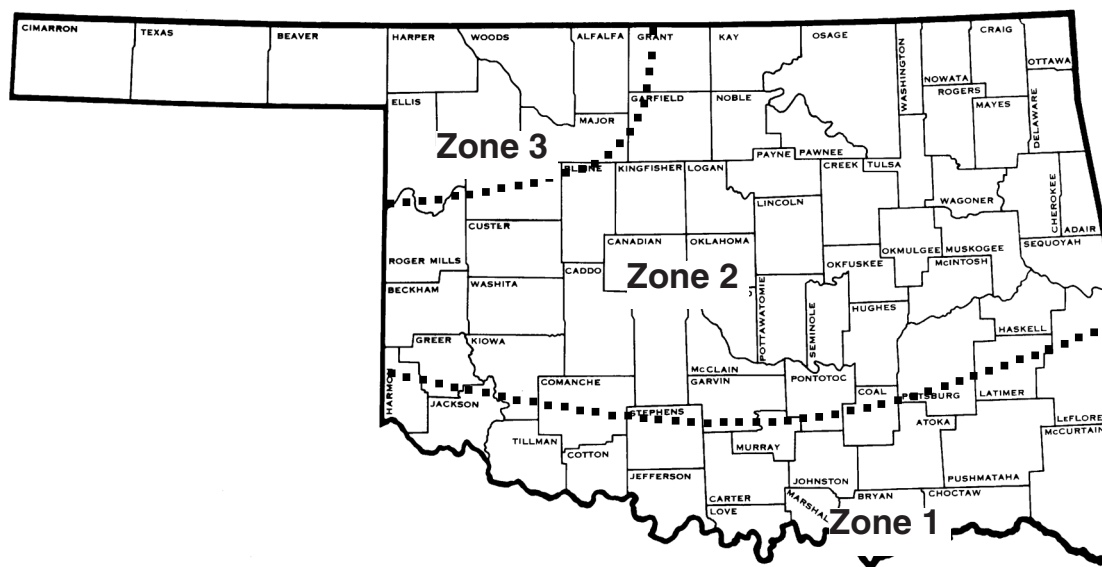 CIMARRON
TEXAS
BEAVER
HARPER
WOODS
ALFALFA
GRANT
KAY
OSAGE
WASHINGTON
CRAIG
OTTAWA
NOWATA
ROGERS
MAYES
DELAWARE
ELLIS
MAJOR
GARFIELD
NOBLE
Zone 3
PAYNE
PAWNEE
CREEK
TULSA
KINGFISHER
LOGAN
LINCOLN
WAGONER
CHEROKEE
ADAIR
CUSTER
CANADIAN
OKLAHOMA
OKMULGEE
MUSKOGEE
SEQUOYAH
ROGER MILLS
CADDO
Zone 2
OKFUSKEE
McINTOSH
BECKHAM
WASHITA
POTTAWATOMIE
SEMINOLE
HUGHES
HASKELL
GREER
KIOWA
McCLAIN
GARVIN
PONTOTOC
COMANCHE
COAL
PITTSBURG
LATIMER
HARMON
JACKSON
STEPHENS
ATOKA
LEFLORE
McCURTAIN
TILLMAN
COTTON
MURRAY
JEFFERSON
JOHNSTON
PUSHMATAHA
CARTER
LOVE
MARSHAL
BRYAN
CHOCTAW
Zone 1